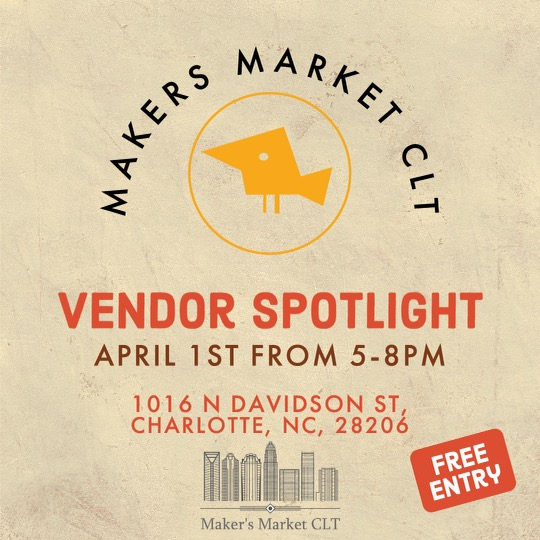 MAKERS MARKET CLT
VENDOR SPOTLIGHT
APRIL 1ST FROM 5-8PM
1016 N DAVIDSON ST,
CHARLOTTE, NC, 28206
FREE
ENTRY
Maker's Market CLT